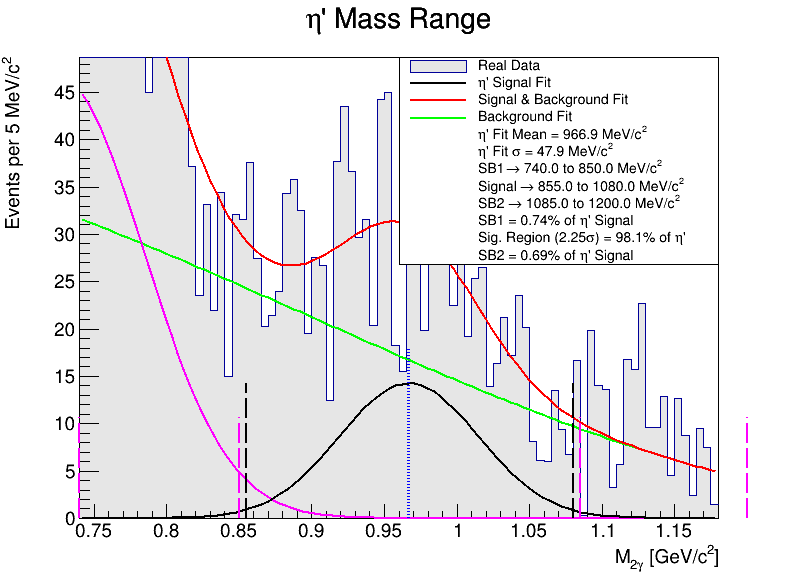 η' Mass Range
Events per 5 MeV/c²
45
40
35
30
25
20
15
10
5
0
Real Data
η' Signal Fit
Signal & Background Fit
Background Fit
η' Fit Mean = 966.9 MeV/c²
η' Fit σ = 47.9 MeV/c²
SB1 → 740.0 to 850.0 MeV/c²
Signal → 855.0 to 1080.0 MeV/c²
SB2 → 1085.0 to 1200.0 MeV/c²
SB1 = 0.74% of η' Signal
Sig. Region (2.25σ) = 98.1% of η'
SB2 = 0.69% of η' Signal
0.75 0.8 0.85 0.9 0.95 1 1.05 1.1 1.15
M₂γ [GeV/c²]